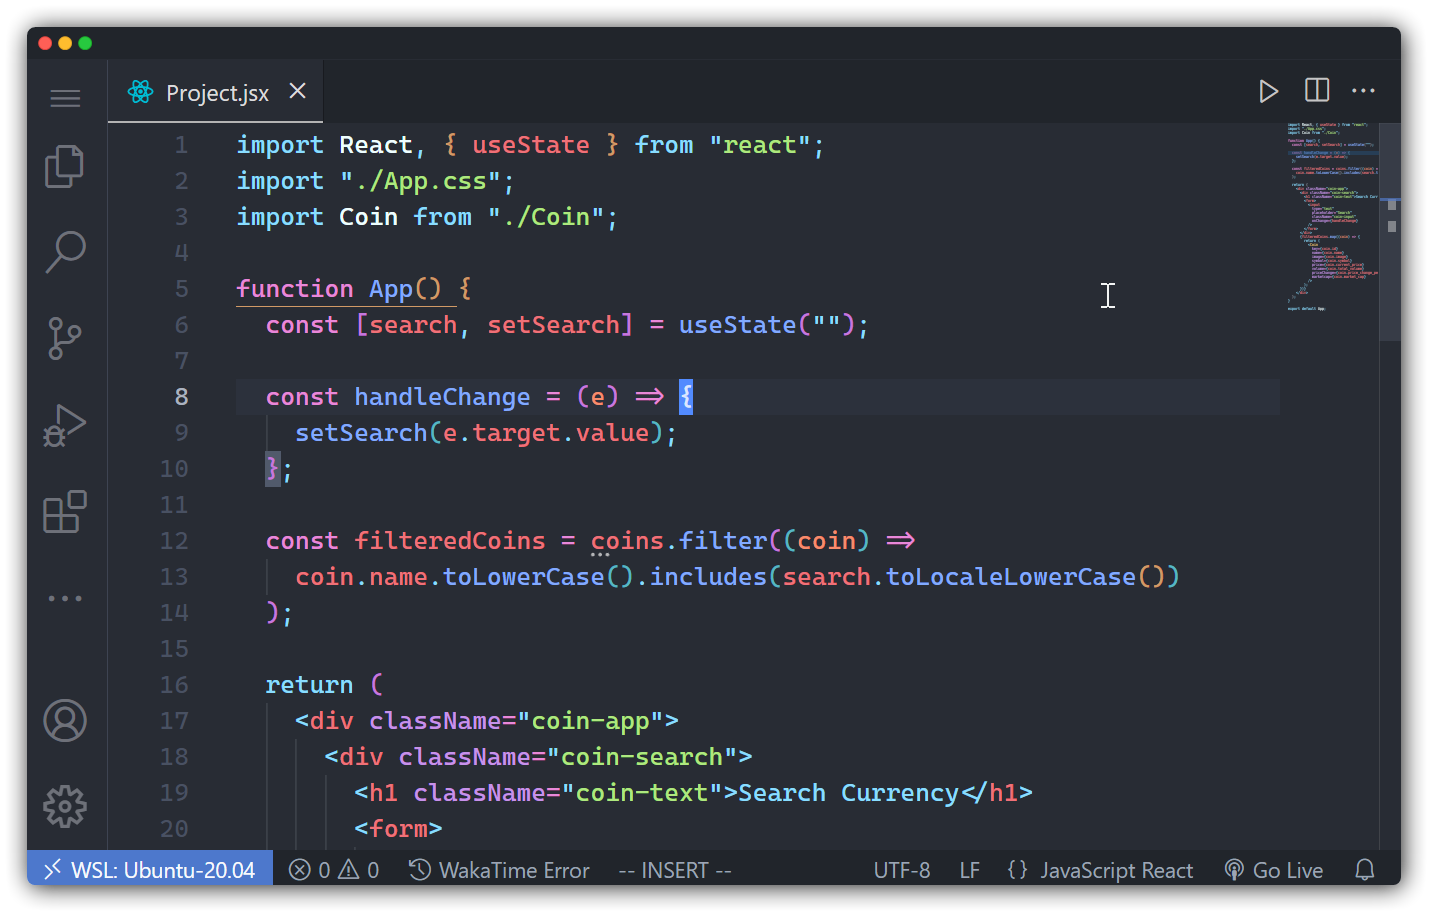 Project.jsx
1 import React, { useState } from "react";
2 import "./App.css";
3 import Coin from "./Coin";
4
5 function App() {
6 const [search, setSearch] = useState("");
7
8 const handleChange = (e) => {
9 setSearch(e.target.value);
10 };
11
12 const filteredCoins = coins.filter((coin) =>
13 coin.name.toLowerCase().includes(search.toLocaleLowerCase())
14 );
15
16 return (
17 <div className="coin-app">
18 <div className="coin-search">
19 <h1 className="coin-text">Search Currency</h1>
20 <form>
WSL: Ubuntu-20.04 0 0 WakaTime Error -- INSERT -- UTF-8 LF {} JavaScript React Go Live